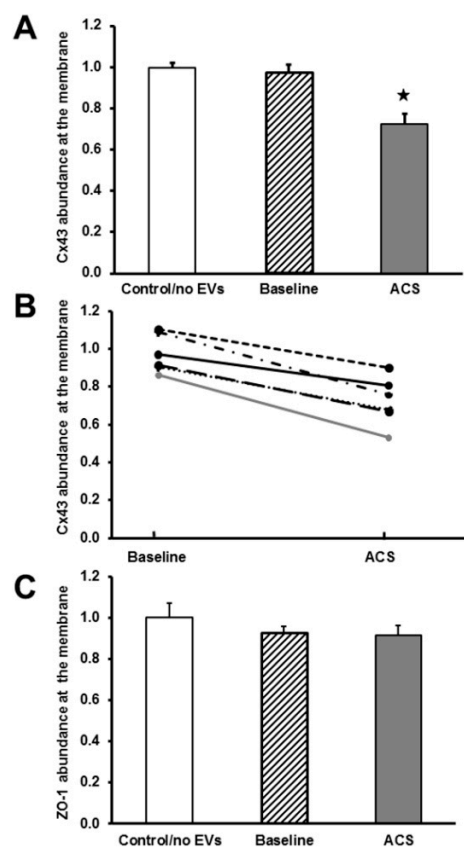 A
Cx43 abundance at the membrane
1.2
1.0
0.8
0.6
0.4
0.2
0.0
★
Control/no EVs Baseline ACS
B
Cx43 abundance at the membrane
1.2
1.0
0.8
0.6
0.4
0.2
0.0
Baseline ACS
C
ZO-1 abundance at the membrane
1.2
1.0
0.8
0.6
0.4
0.2
0.0
Control/no EVs Baseline ACS